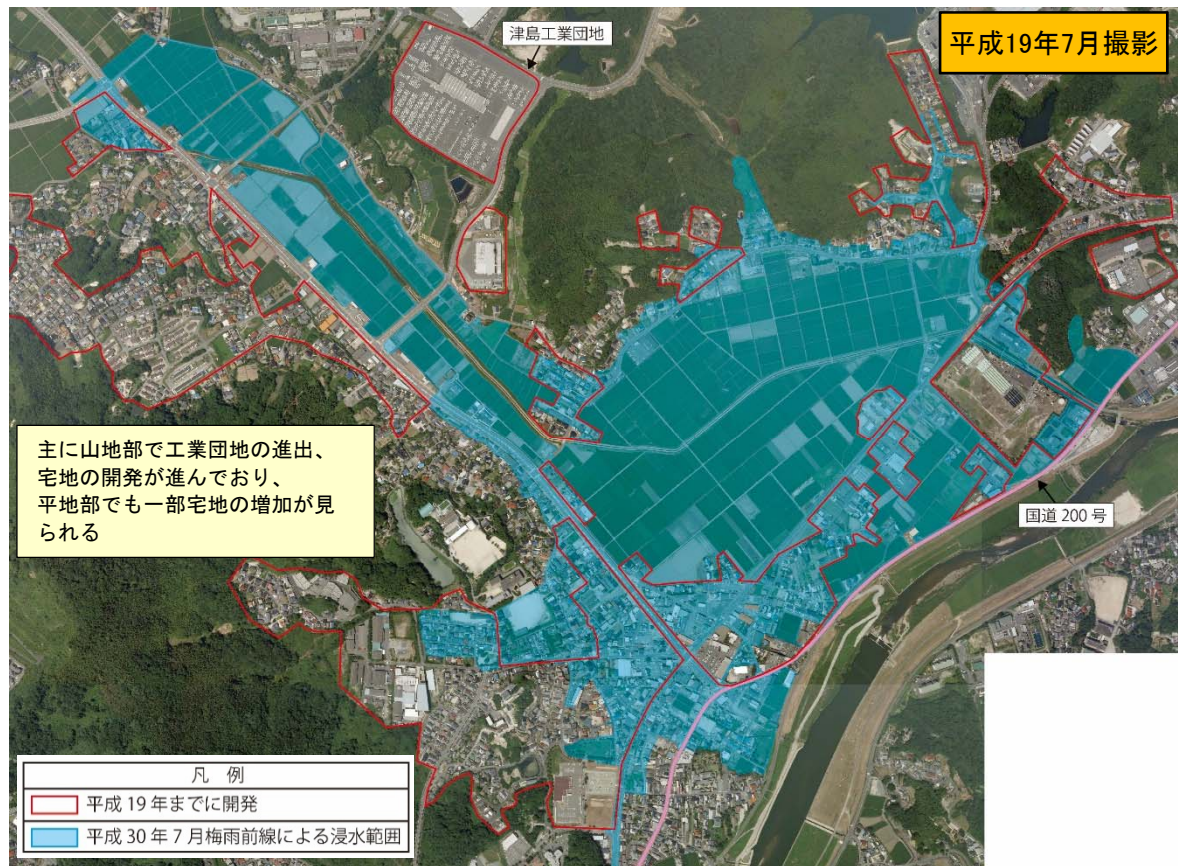 津島工業団地
平成19年7月撮影
主に山地部で工業団地の進出、
宅地の開発が進んでおり、
平地部でも一部宅地の増加が見
られる
国道 200 号
凡 例
平成 19 年までに開発
平成 30 年 7 月梅雨前線による浸水範囲